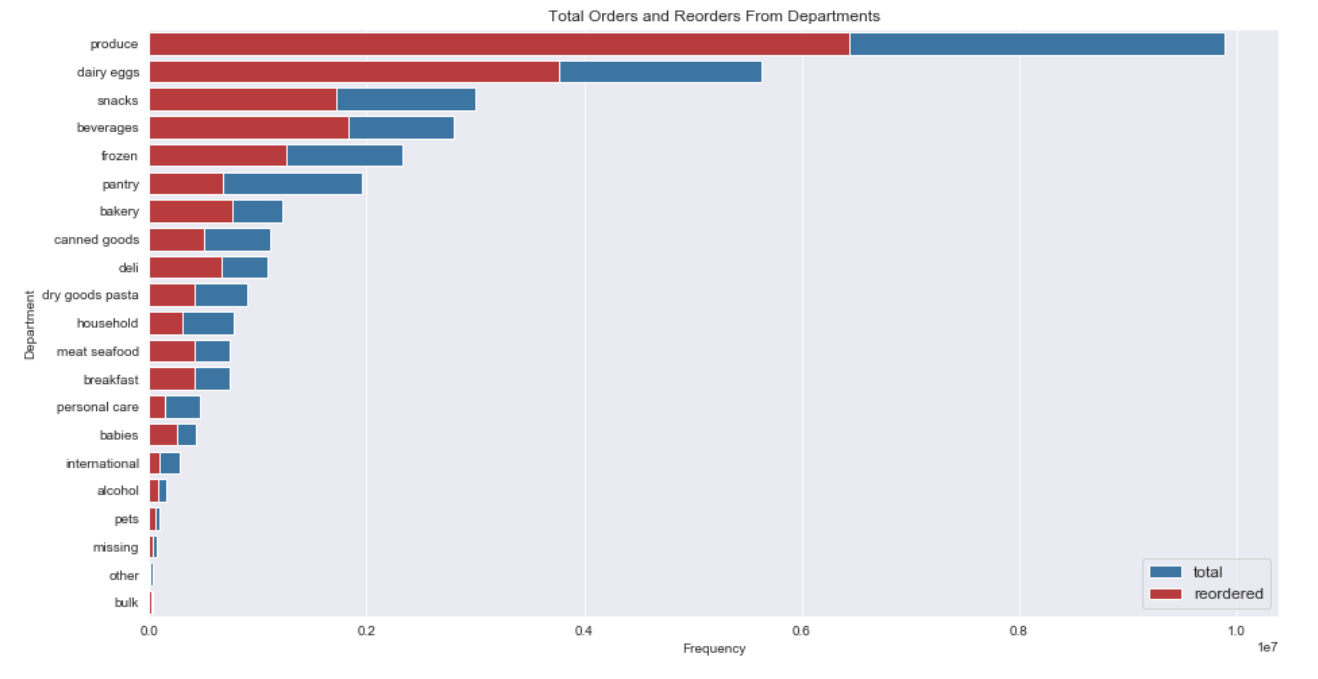 Total Orders and Reorders From Departments
produce
dairy eggs
snacks
beverages
frozen
pantry
bakery
canned goods
deli
dry goods pasta
household
meat seafood
breakfast
personal care
babies
international
alcohol
pets
missing
other
bulk
Department
total
reordered
0.0 0.2 0.4 0.6 0.8 1.0
1e7
Frequency